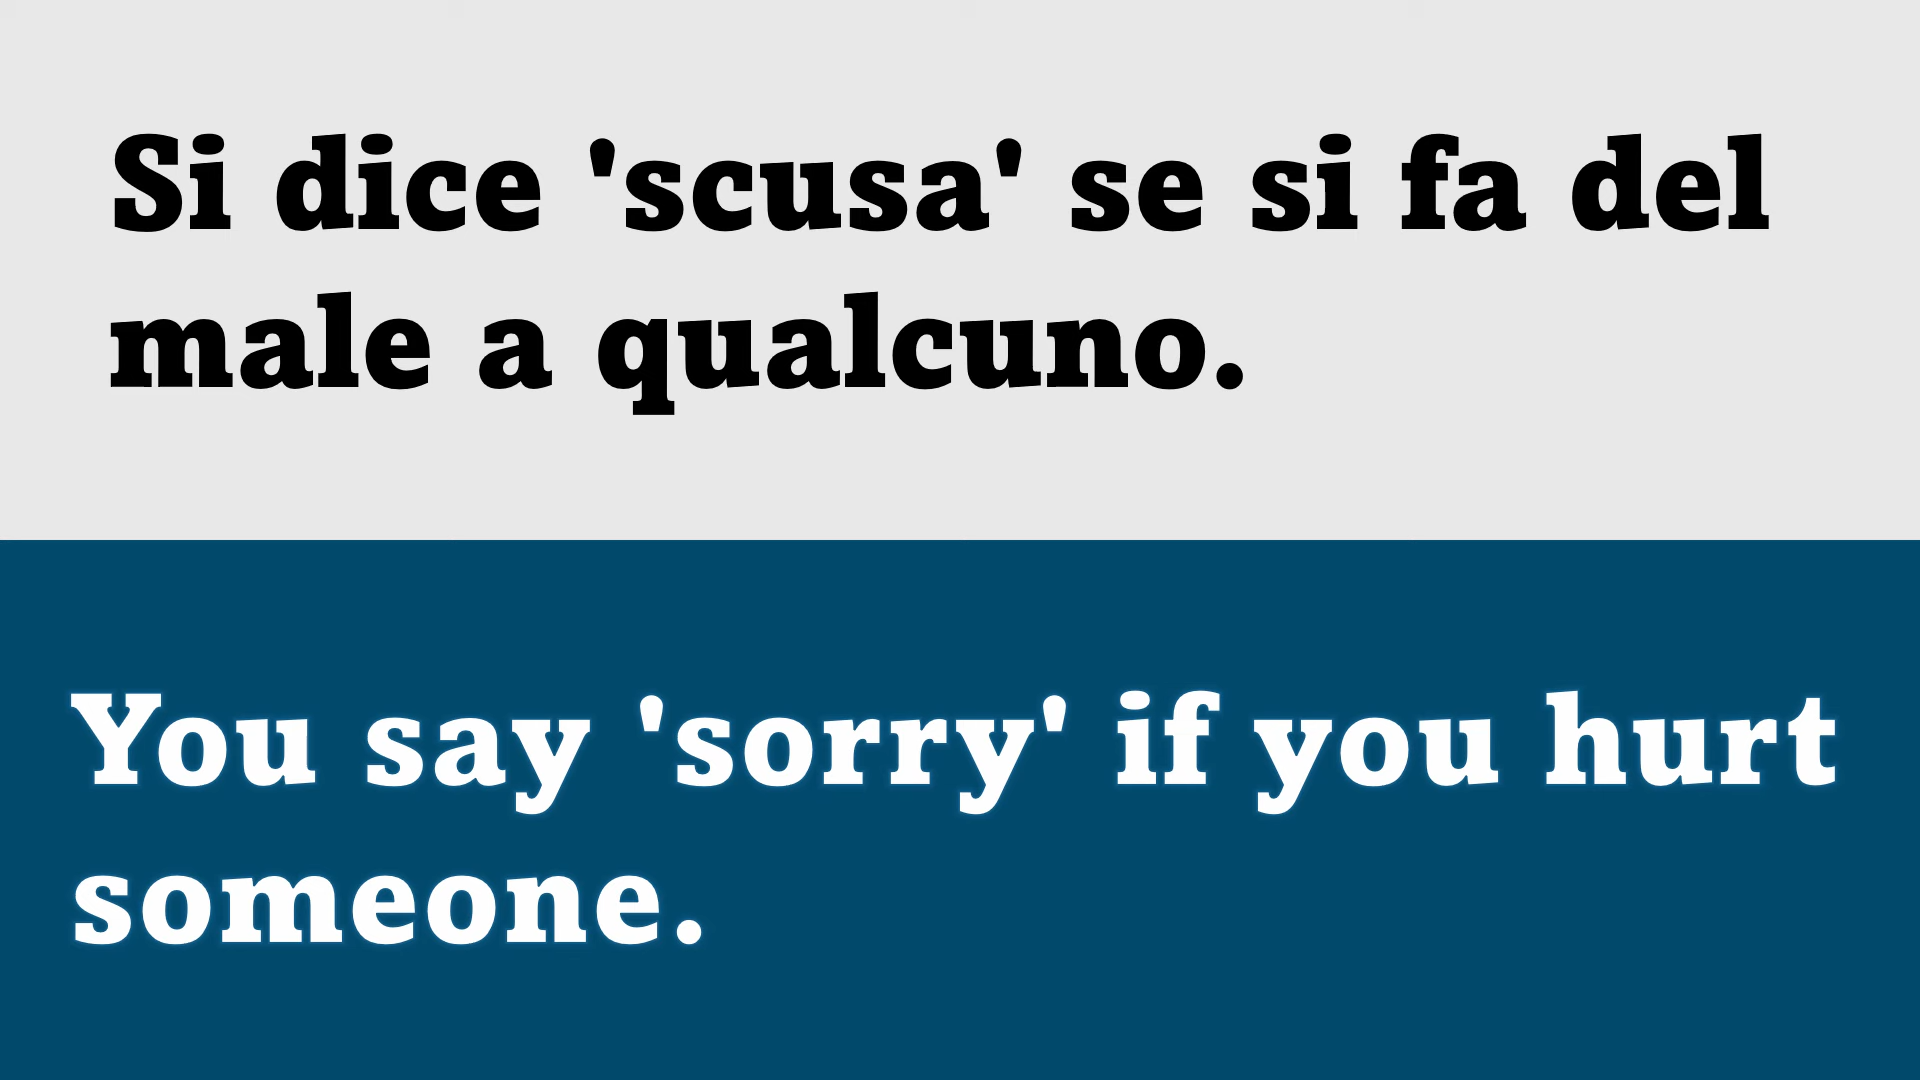 Si dice 'scusa' se si fa del
male a qualcuno.
You say 'sorry' if you hurt
someone.